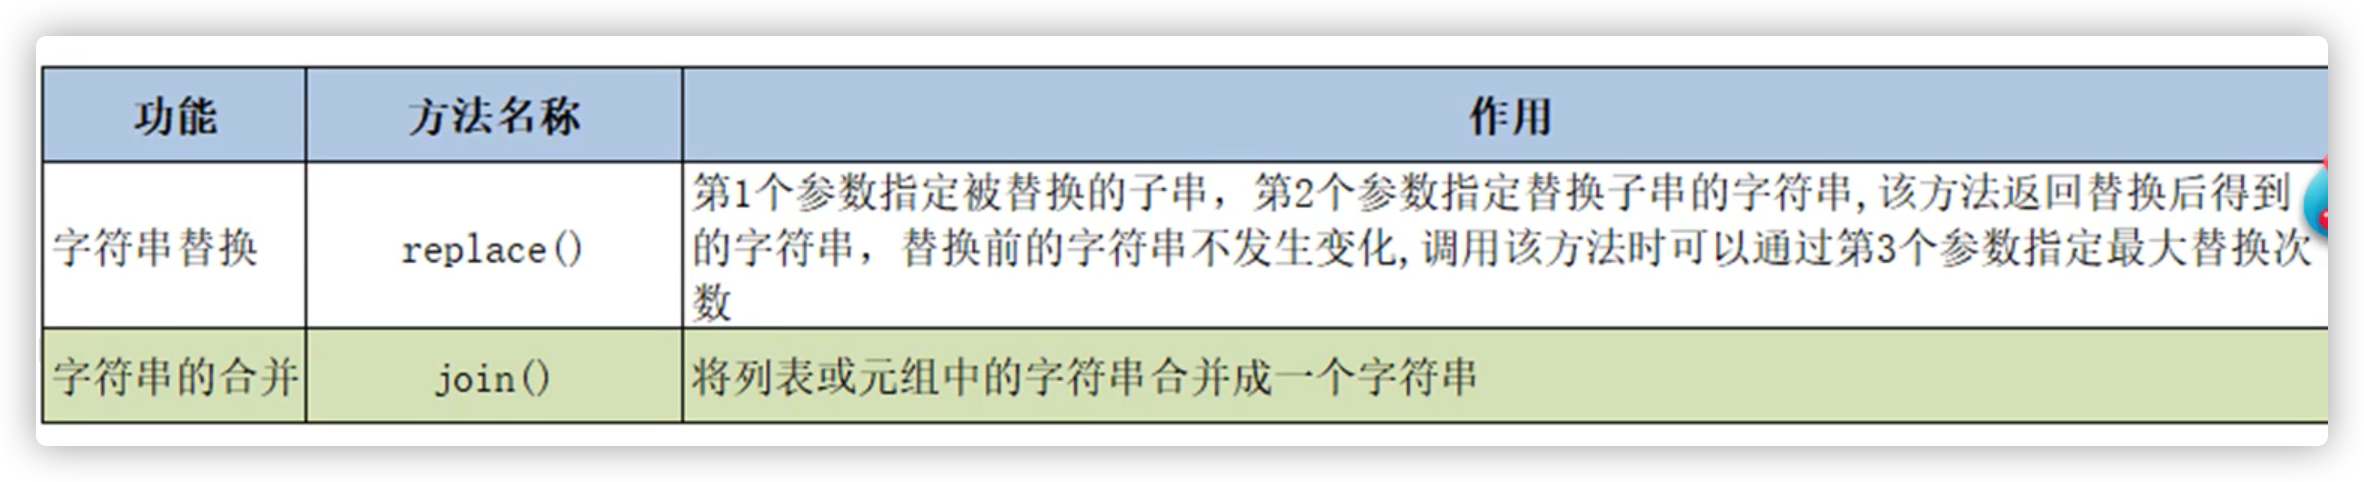 功能 方法名称 作用
第1个参数指定被替换的子串，第2个参数指定替换子串的字符串,该方法返回替换后得到
字符串替换 replace() 的字符串，替换前的字符串不发生变化,调用该方法时可以通过第3个参数指定最大替换次
数
字符串的合并 join() 将列表或元组中的字符串合并成一个字符串